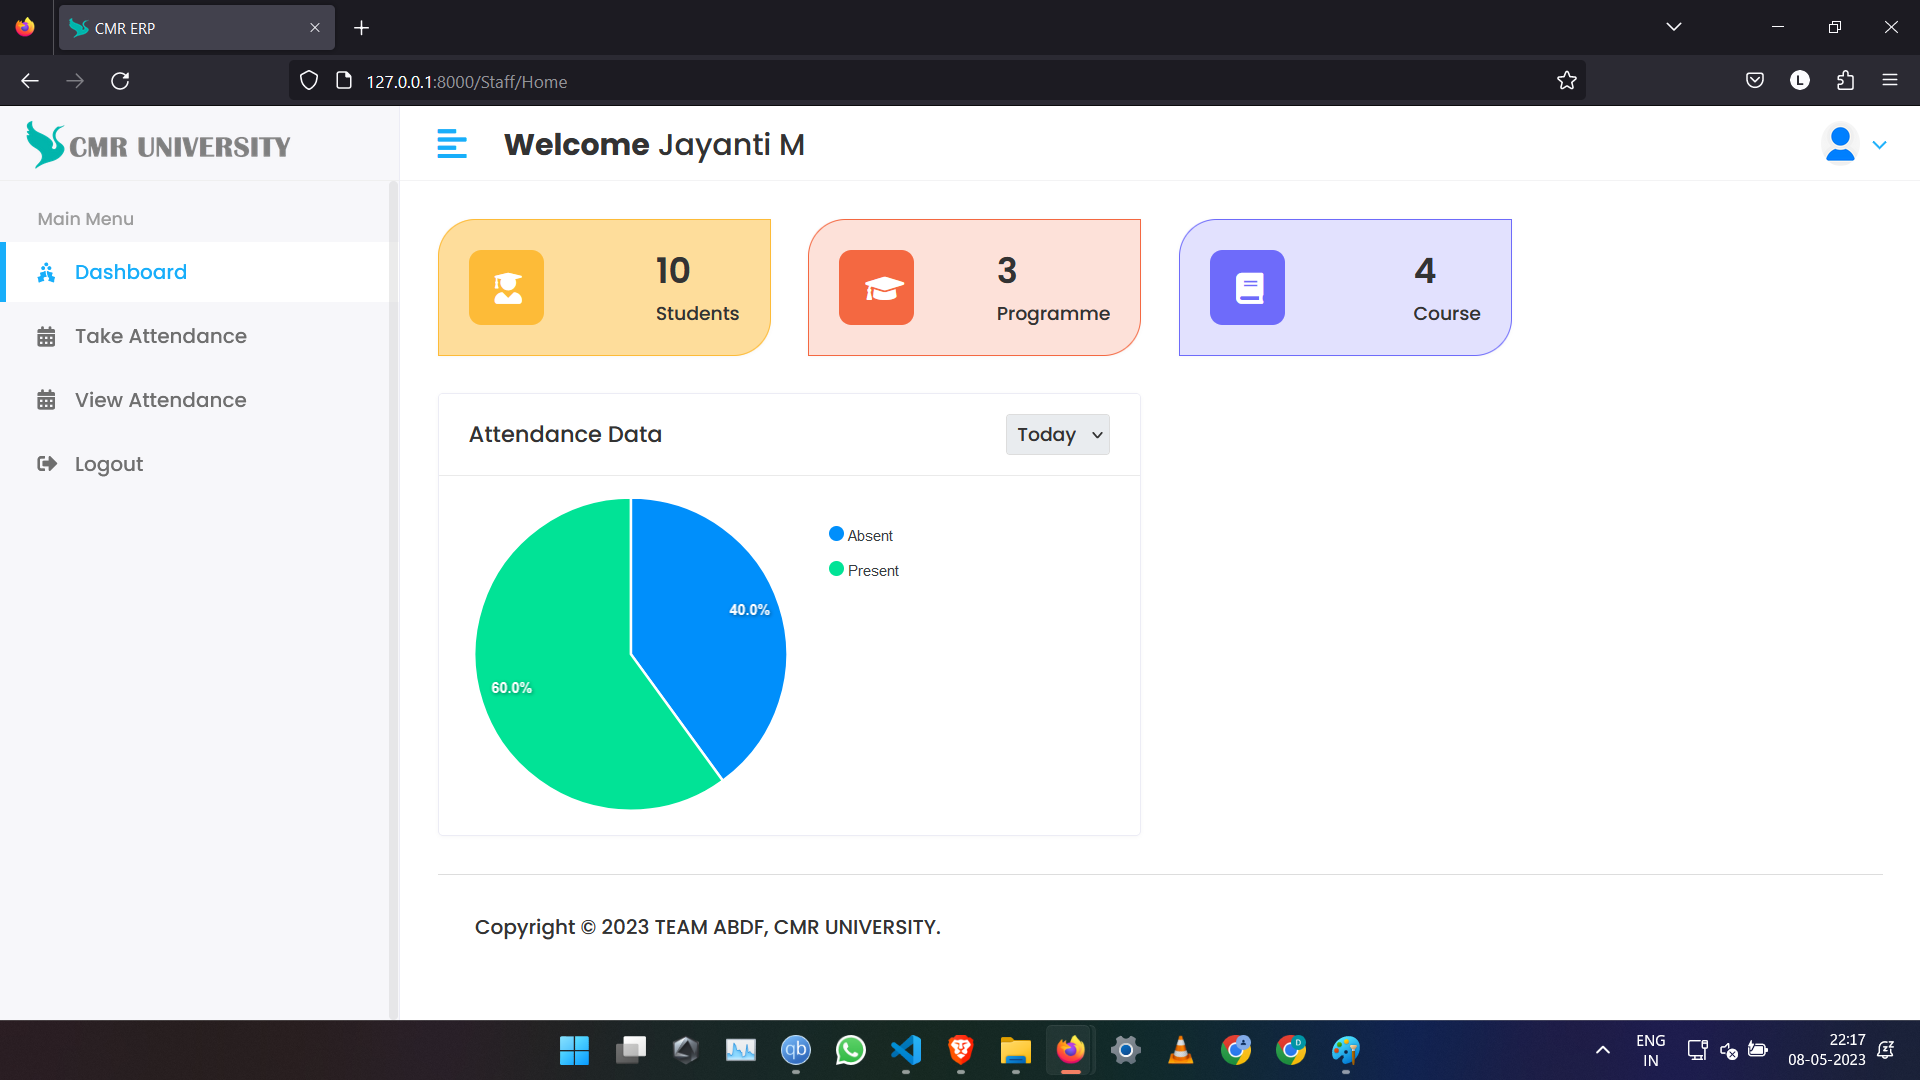 CMR ERP
127.0.0.1:8000/Staff/Home
L
CMR UNIVERSITY
Welcome Jayanti M
Main Menu
Dashboard
Take Attendance
View Attendance
Logout
10
Students
3
Programme
4
Course
Attendance Data
Today
Absent
Present
40.0%
60.0%
Copyright © 2023 TEAM ABDF, CMR UNIVERSITY.
qb
D
ENG
IN
22:17
08-05-2023